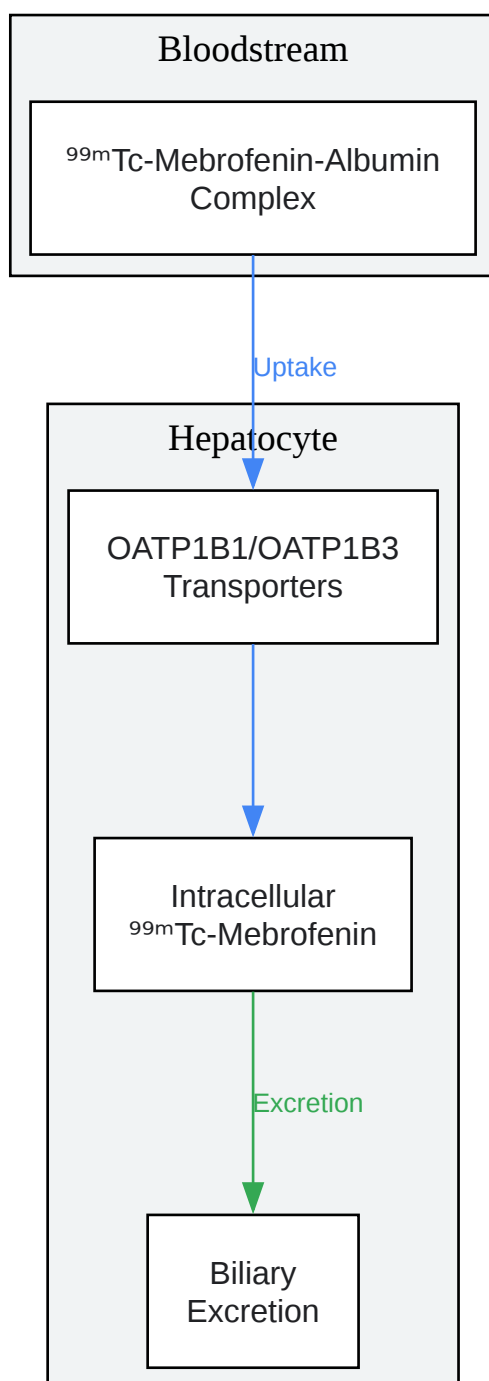 Bloodstream
⁹⁹ᵐTc-Mebrofenin-Albumin
Complex
Uptake
Hepatocyte
OATP1B1/OATP1B3
Transporters
Intracellular
⁹⁹ᵐTc-Mebrofenin
Excretion
Biliary
Excretion